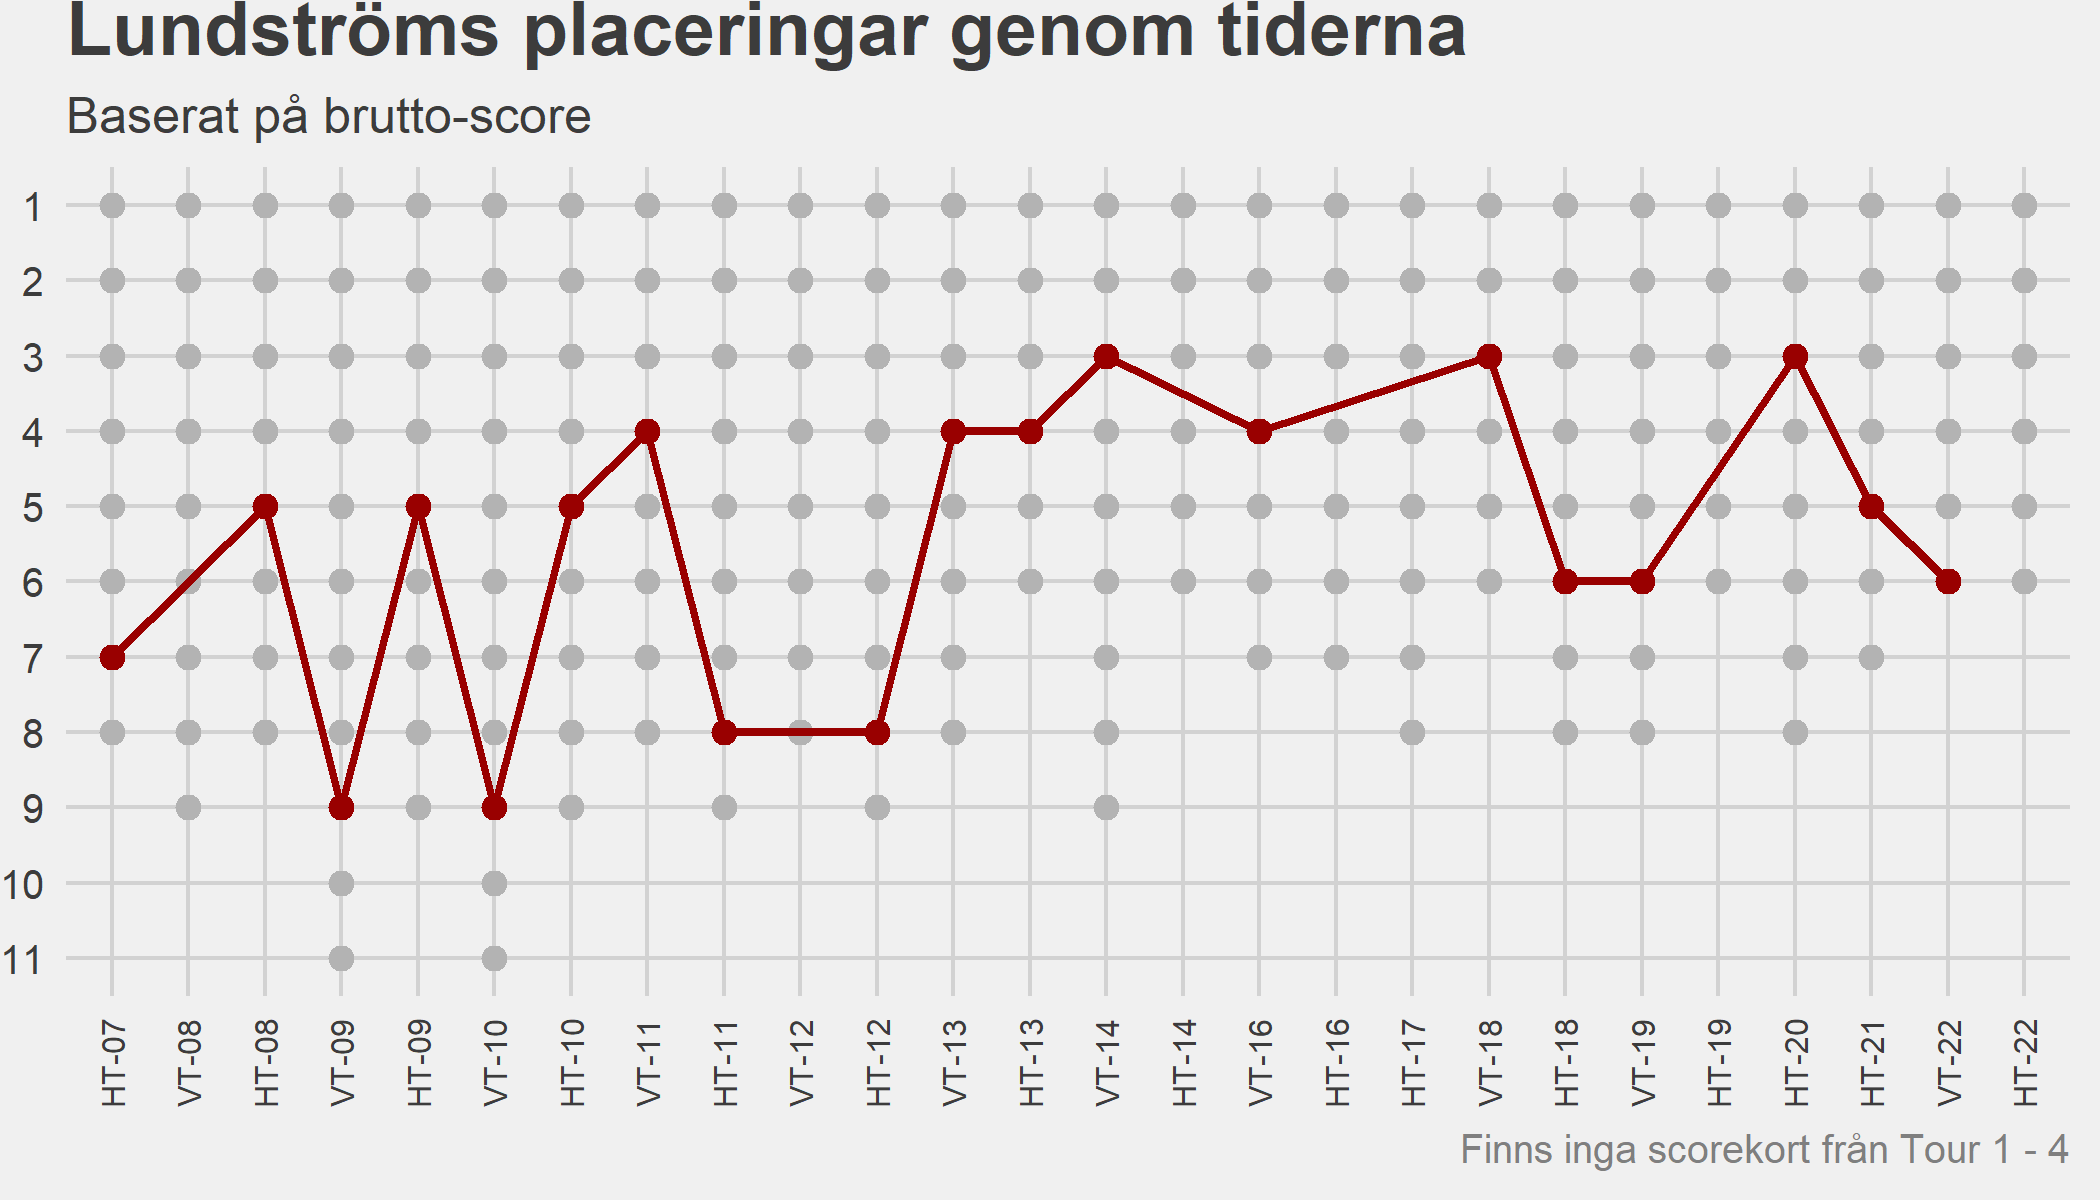 Lundströms placeringar genom tiderna
Baserat på brutto-score
1
2
3
4
5
6
7
8
9
10
11
HT-07
VT-08
HT-08
VT-09
HT-09
VT-10
HT-10
VT-11
HT-11
VT-12
HT-12
VT-13
HT-13
VT-14
HT-14
VT-16
HT-16
HT-17
VT-18
HT-18
VT-19
HT-19
HT-20
HT-21
VT-22
HT-22
Finns inga scorekort från Tour 1 - 4